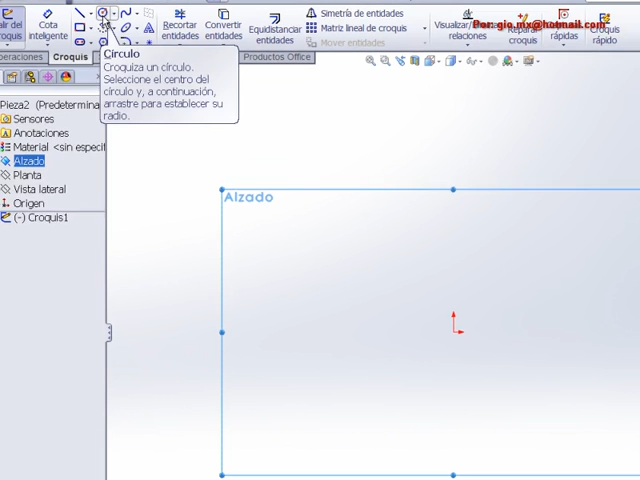 Por: gio.mx@hotmail.com
alir del
croquis
Cota
inteligente
Recortar
entidades
Convertir
entidades
Equidistanciar
entidades
Simetría de entidades
Matriz lineal de croquis
Mover entidades
Visualizar/
relaciones
Reparar
croquis
rápidos
Croquis
rápido
peraciones
Croquis
Productos Office
Círculo
Croquiza un círculo.
Seleccione el centro del
círculo y, a continuación,
arrastre para establecer su
radio.
Pieza2 (Predetermina
Sensores
Anotaciones
Material <sin especif
Alzado
Planta
Vista lateral
Origen
(-) Croquis1
Alzado